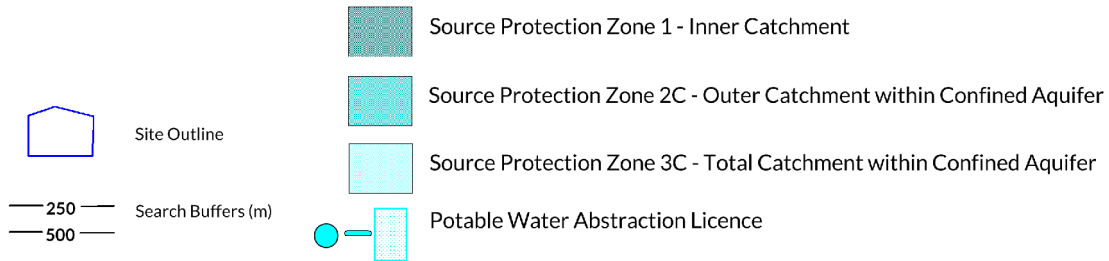 Source Protection Zone 1 - Inner Catchment
Source Protection Zone 2C - Outer Catchment within Confined Aquifer
Site Outline
Source Protection Zone 3C - Total Catchment within Confined Aquifer
250
Search Buffers (m)
500
Potable Water Abstraction Licence